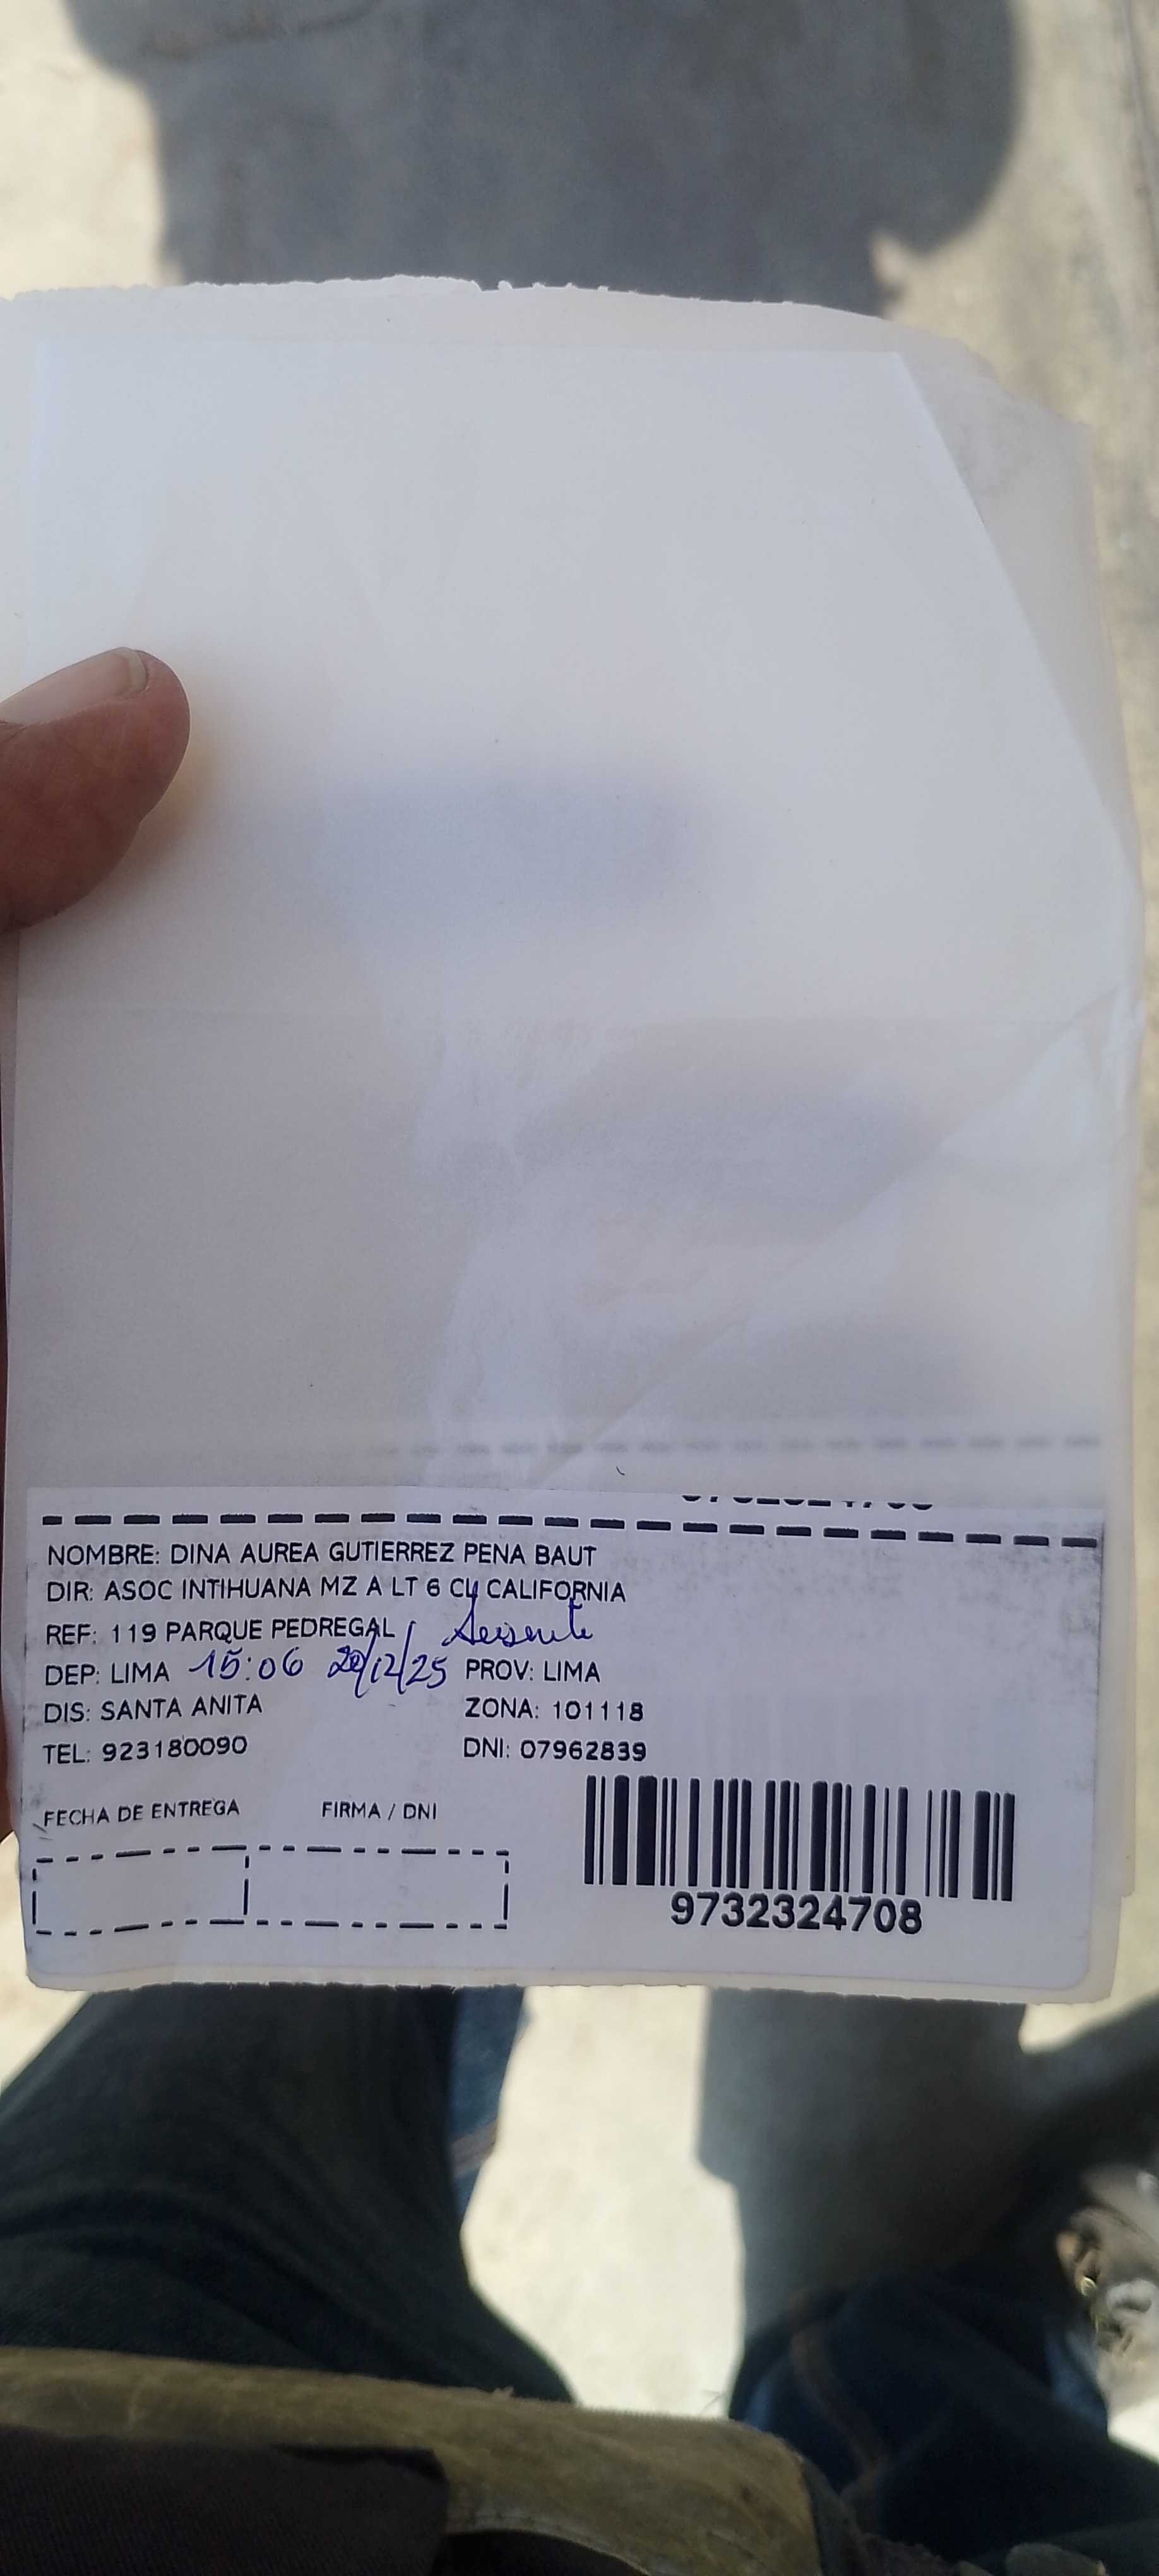 NOMBRE: DINA AUREA GUTIERREZ PENA BAUT
DIR: ASOC INTIHUANA MZ A LT 6 CU CALIFORNIA
REF: 119 PARQUE PEDREGAL
DEP: LIMA 15:06 20/12/25 PROV: LIMA
DIS: SANTA ANITA ZONA: 101118
TEL: 923180090 DNI: 07962839
FECHA DE ENTREGA FIRMA / DNI
9732324708